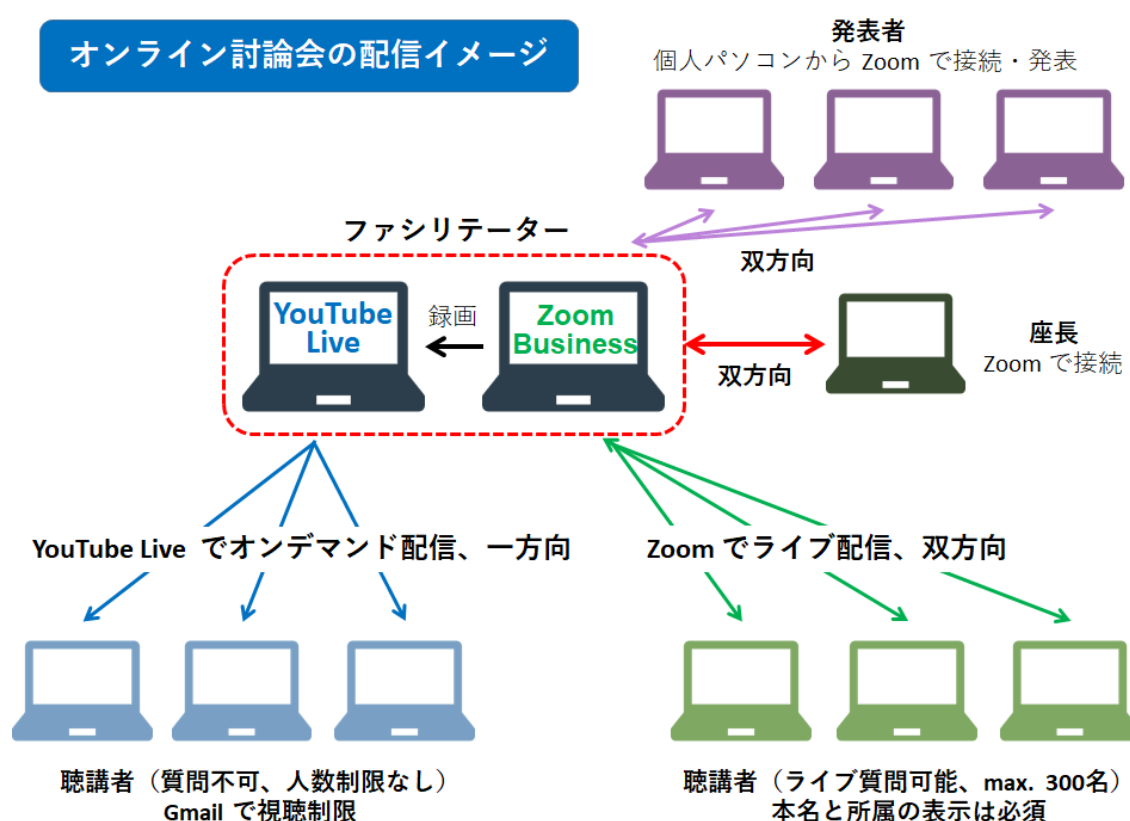 オンライン討論会の配信イメージ
発表者
個人パソコンから Zoom で接続・発表
ファシリテーター
双方向
YouTube
Live
録画
Zoom
Business
双方向
座長
Zoom で接続
YouTube Live でオンデマンド配信、一方向
Zoom でライブ配信、双方向
聴講者（質問不可、人数制限なし）
Gmail で視聴制限
聴講者（ライブ質問可能、max. 300名）
本名と所属の表示は必須